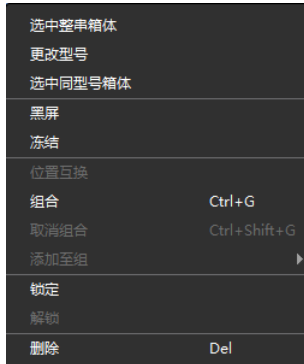 选中整串箱体
更改型号
选中同型号箱体
黑屏
冻结
位置互换
组合 Ctrl+G
取消组合 Ctrl+Shift+G
添加至组
锁定
解锁
删除 Del